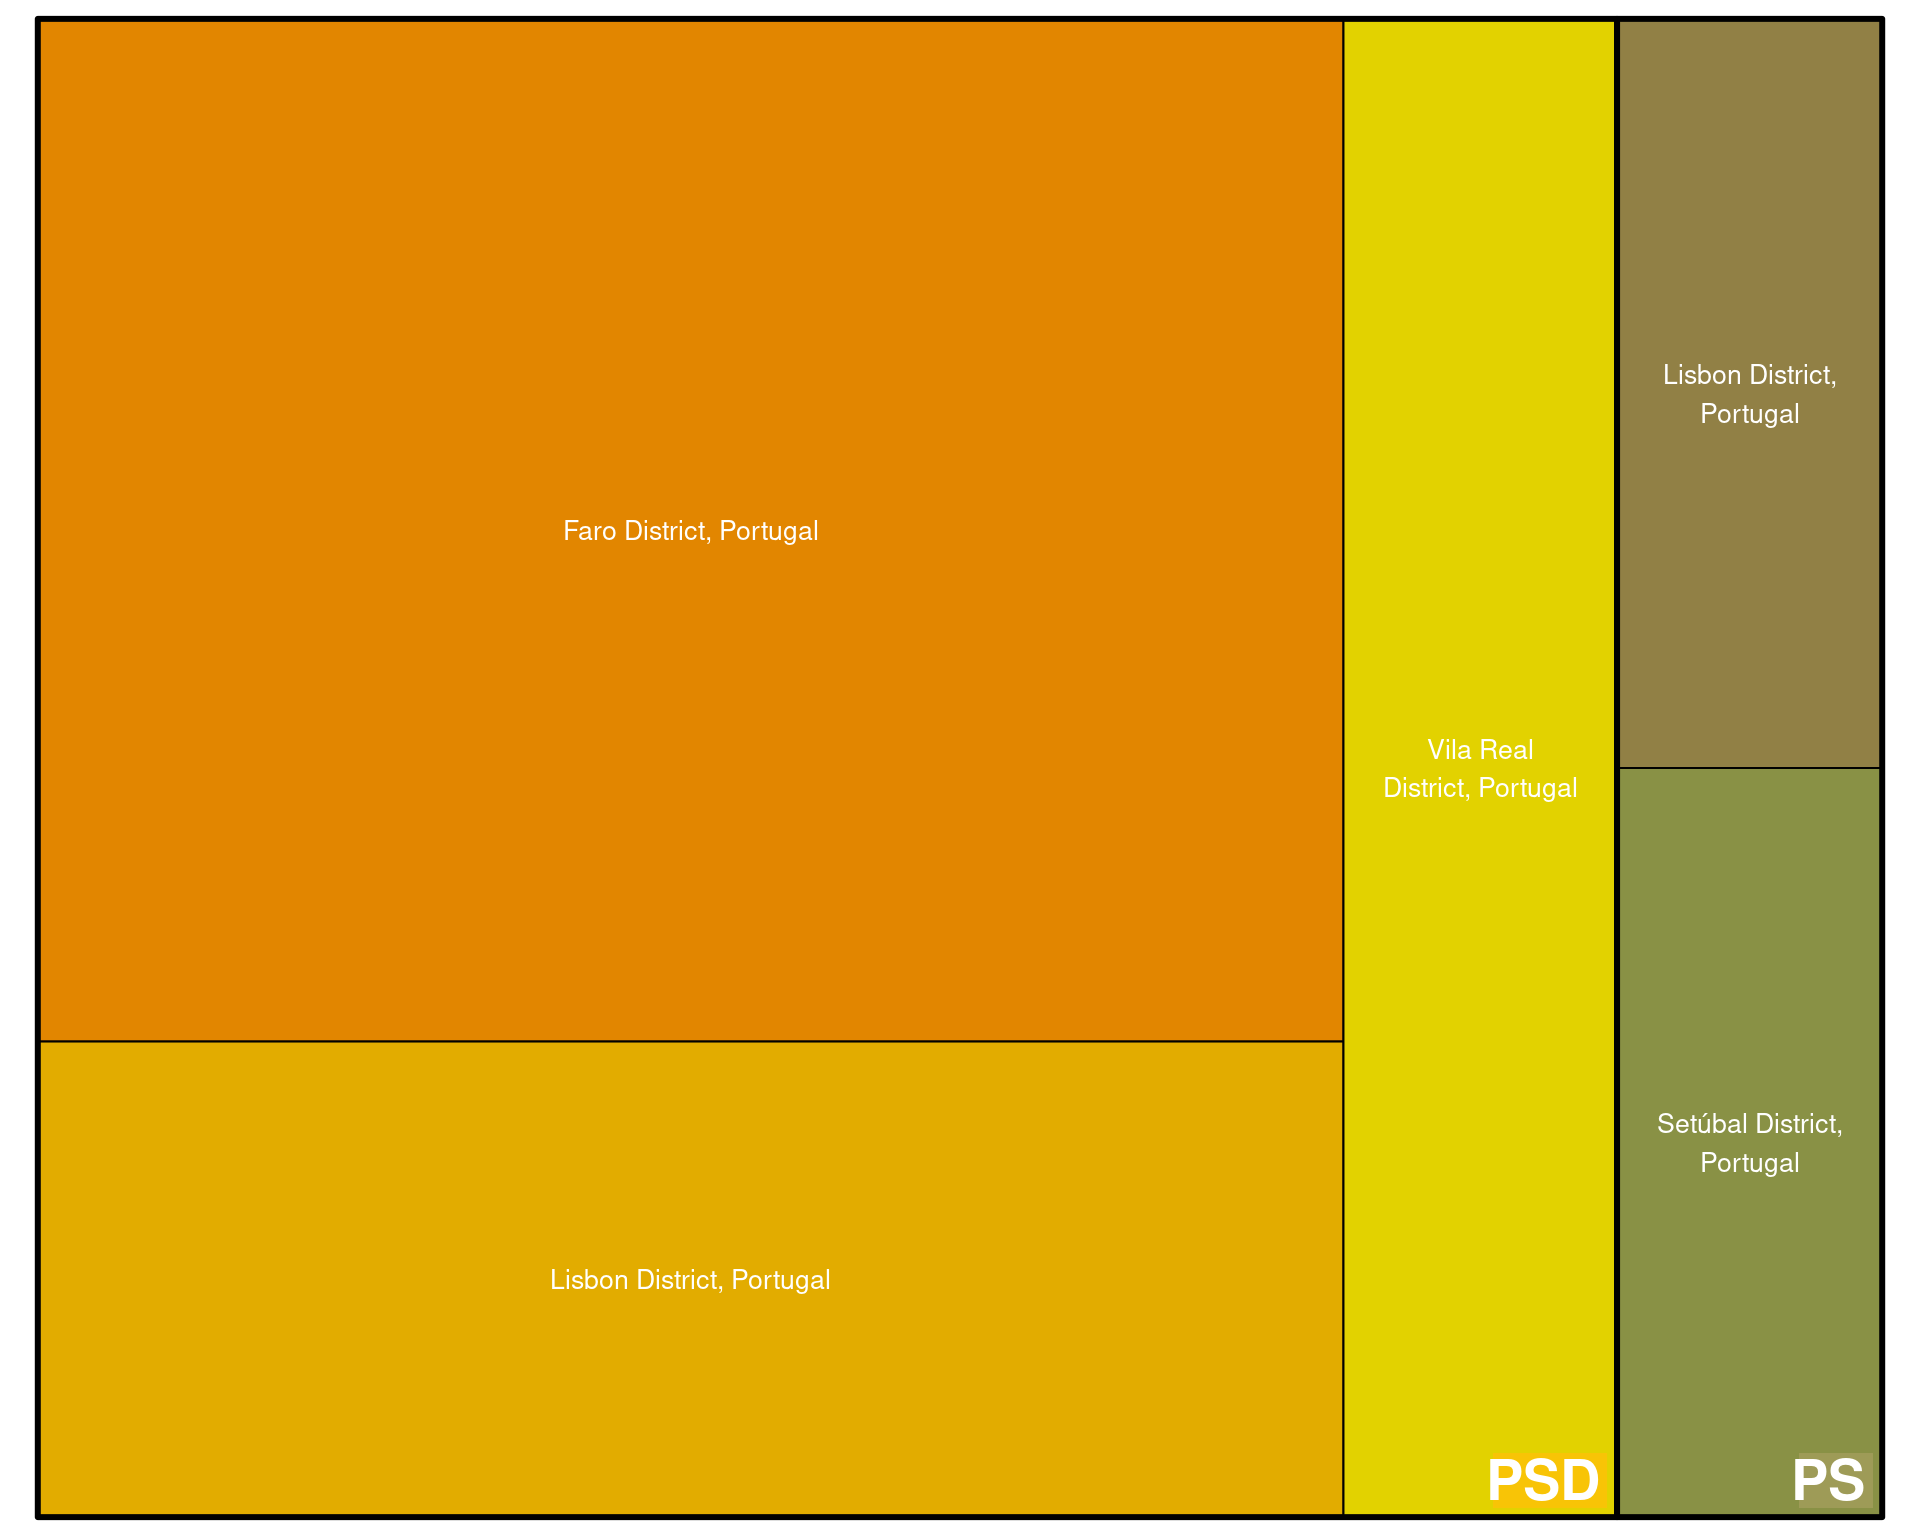 Faro District, Portugal
Lisbon District, Portugal
Vila Real
District, Portugal
PSD
Lisbon District,
Portugal
Setúbal District,
Portugal
PS